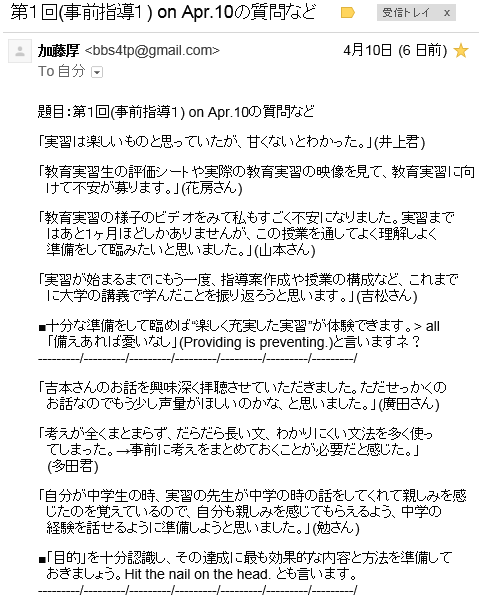 第1回(事前指導1) on Apr.10の質問など 受信トレイ x
加藤厚 <bbs4tp@gmail.com> 4月10日 (6 日前)
To 自分
題目:第1回(事前指導1) on Apr.10の質問など
「実習は楽しいものと思っていたが、甘くないとわかった。」(井上君)
「教育実習生の評価シートや実際の教育実習の映像を見て、教育実習に向
けて不安が募ります。」(花房さん)
「教育実習の様子のビデオをみて私もすごく不安になりました。実習まで
はあと1ヶ月ほどしかありませんが、この授業を通してよく理解しよく
準備をして臨みたいと思いました。」(山本さん)
「実習が始まるまでにもう一度、指導案作成や授業の構成など、これまで
に大学の講義で学んだことを振り返ろうと思います。」(吉松さん)
■十分な準備をして臨めば“楽しく充実した実習”が体験できます。> all
「備えあれば憂いなし」(Providing is preventing.)と言いますネ?
---------/---------/---------/---------/---------/---------/---------/
「吉本さんのお話を興味深く拝聴させていただきました。ただせっかくの
お話なのでもう少し声量がほしいのかな、と思いました。」(廣田さん)
「考えが全くまとまらず、だらだら長い文、わかりにくい文法を多く使っ
てしまった。→事前に考えをまとめておくことが必要だと感じた。」
(多田君)
「自分が中学生の時、実習の先生が中学の時の話をしてくれて親しみを感
じたのを覚えているので、自分も親しみを感じてもらえるよう、中学の
経験を話せるように準備しようと思いました。」(勉さん)
■「目的」を十分認識し、その達成に最も効果的な内容と方法を準備して
おきましょう。Hit the nail on the head. とも言います。
---------/---------/---------/---------/---------/---------/---------/